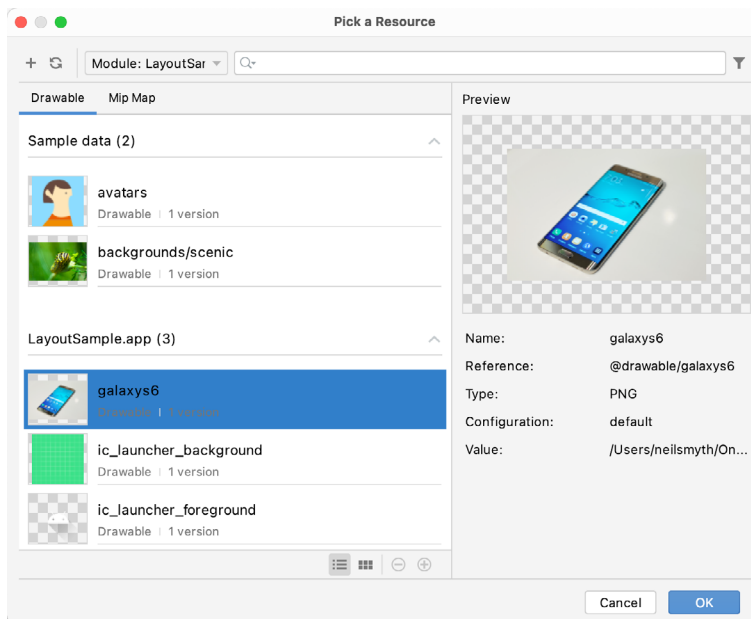 Pick a Resource
Module: LayoutSar
Drawable Mip Map
Sample data (2)
avatars
Drawable 1 version
backgrounds/scenic
Drawable 1 version
LayoutSample.app (3)
galaxys6
Drawable 1 version
ic_launcher_background
Drawable 1 version
ic_launcher_foreground
Drawable 1 version
Preview
Name: galaxys6
Reference: @drawable/galaxys6
Type: PNG
Configuration: default
Value: /Users/neilsmyth/On...
Cancel OK